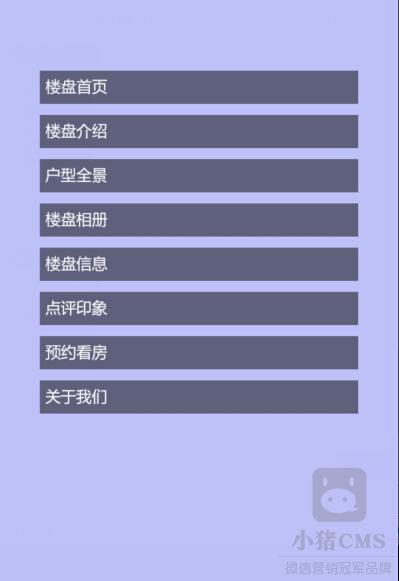 楼盘首页
楼盘介绍
户型全景
楼盘相册
楼盘信息
点评印象
预约看房
关于我们
小猪CMS
微信营销冠军品牌